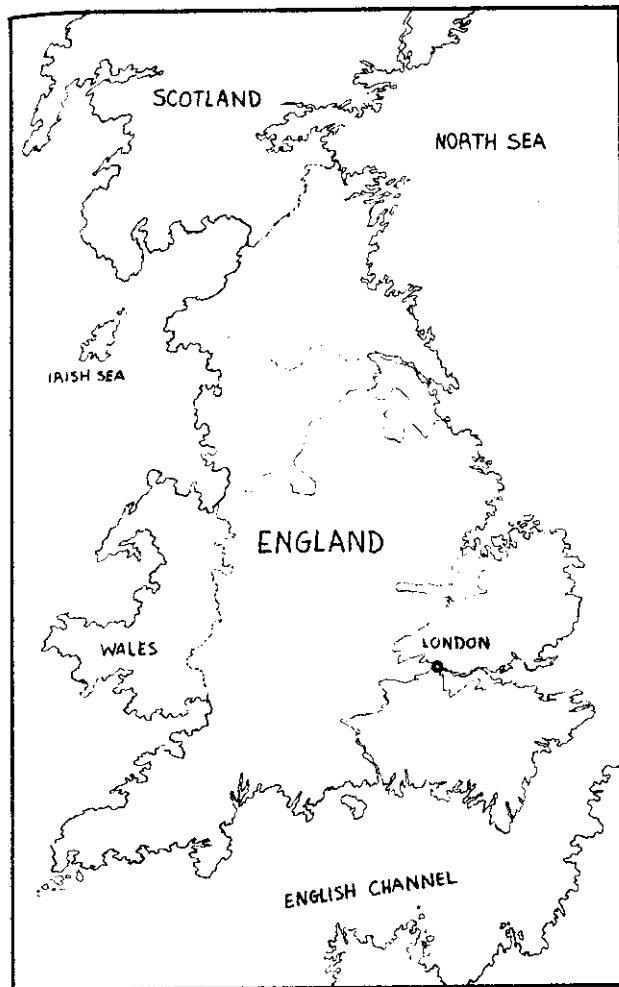 SCOTLAND
NORTH SEA
IRISH SEA
ENGLAND
LONDON
WALES
ENGLISH CHANNEL